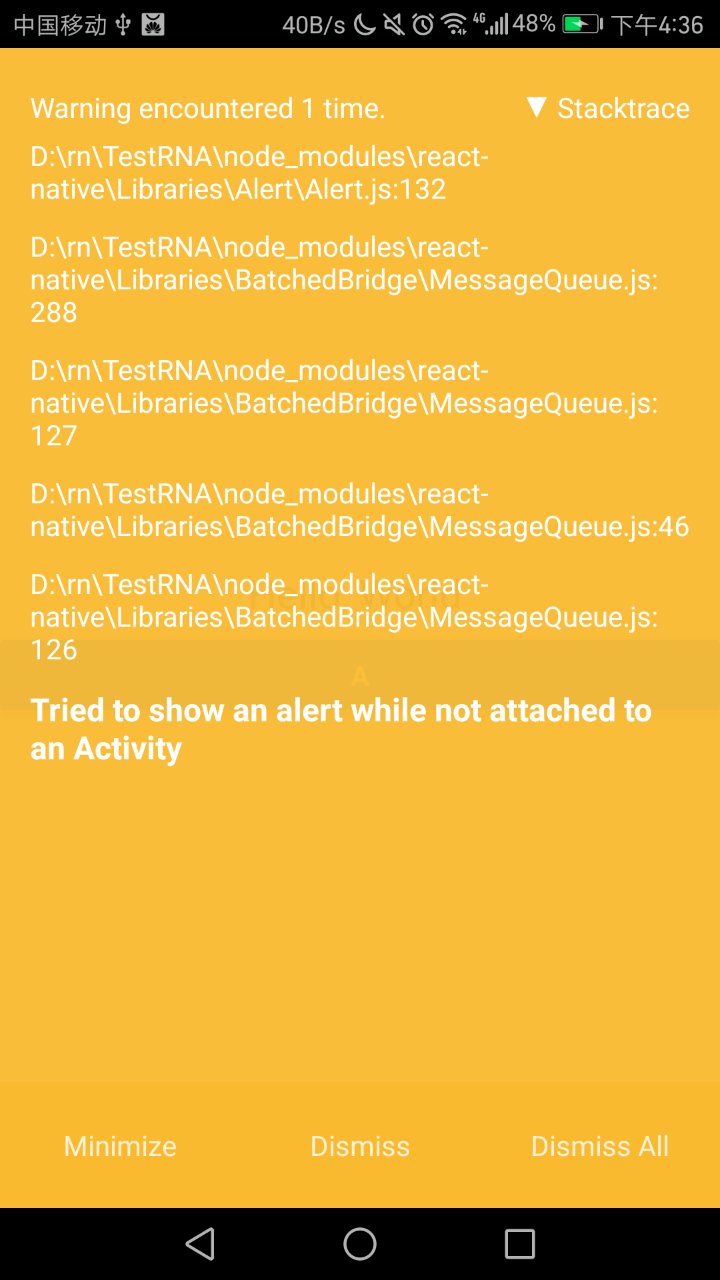 中国移动 40B/s 4G 48% 下午4:36
Warning encountered 1 time. ▼ Stacktrace
D:\rn\TestRNA\node_modules\react-
native\Libraries\Alert\Alert.js:132
D:\rn\TestRNA\node_modules\react-
native\Libraries\BatchedBridge\MessageQueue.js:
288
D:\rn\TestRNA\node_modules\react-
native\Libraries\BatchedBridge\MessageQueue.js:
127
D:\rn\TestRNA\node_modules\react-
native\Libraries\BatchedBridge\MessageQueue.js:46
D:\rn\TestRNA\node_modules\react-
native\Libraries\BatchedBridge\MessageQueue.js:
126
A
Tried to show an alert while not attached to
an Activity
Minimize Dismiss Dismiss All